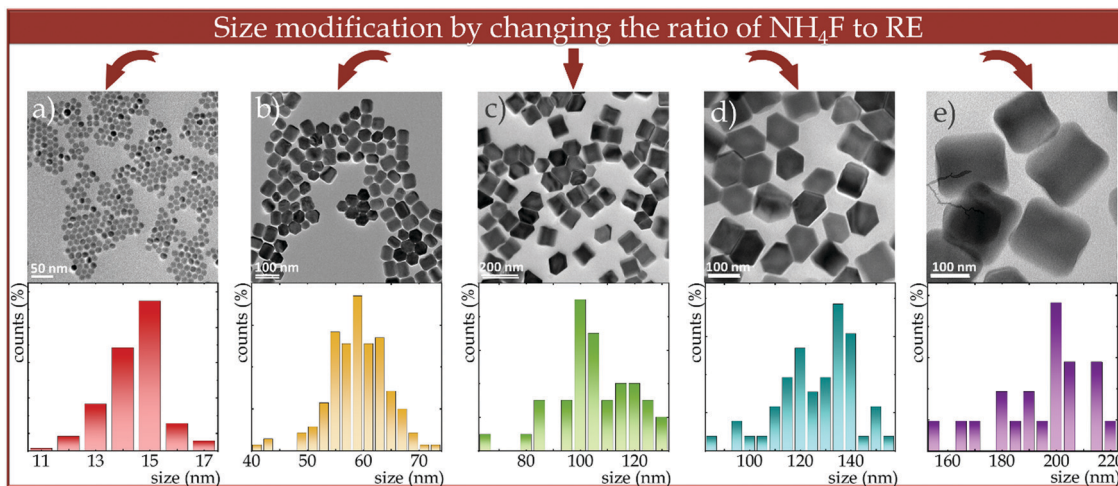 Size modification by changing the ratio of NH₄F to RE
a) b) c) d) e)
50 nm 100 nm 200 nm 100 nm 100 nm
counts (%) counts (%) counts (%) counts (%) counts (%)
11 13 15 17 40 50 60 70 80 100 120 100 120 140 160 180 200 220
size (nm) size (nm) size (nm) size (nm) size (nm)